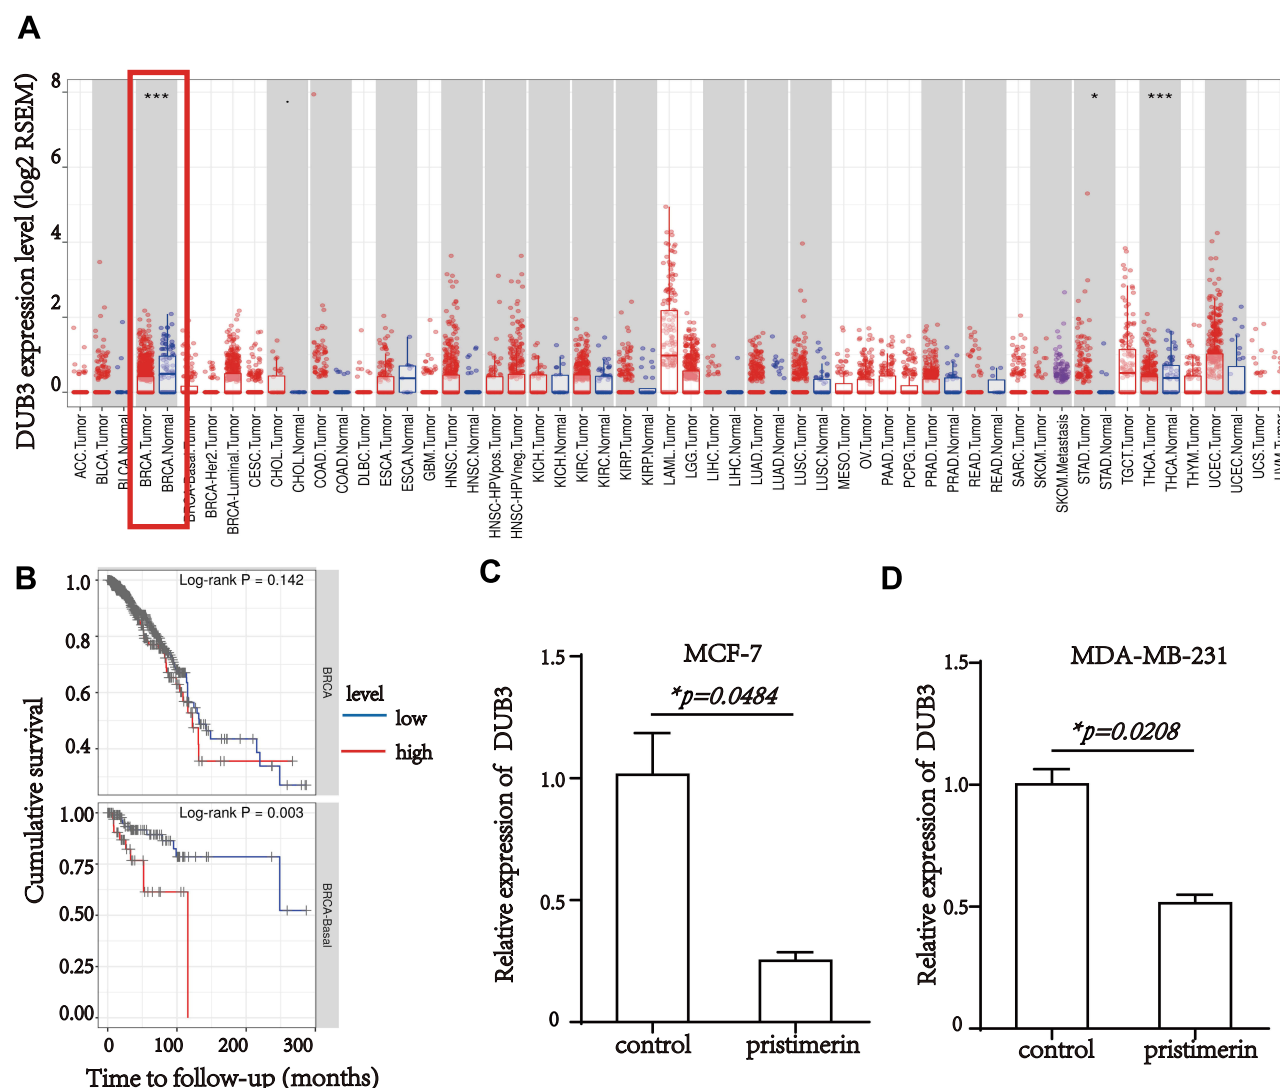 A
DUB3 expression level (log2 RSEM)
8
6
4
2
0
***
.
*
***
ACC.Tumor
BLCA.Tumor
BLCA.Normal
BRCA.Tumor
BRCA.Normal
BRCA-Basal.Tumor
BRCA-Her2.Tumor
BRCA-Luminal.Tumor
CESC.Tumor
CHOL.Tumor
CHOL.Normal
COAD.Tumor
COAD.Normal
DLBC.Tumor
ESCA.Tumor
ESCA.Normal
GBM.Tumor
HNSC.Tumor
HNSC.Normal
HNSC-HPVpos.Tumor
HNSC-HPVneg.Tumor
KICH.Tumor
KICH.Normal
KIRC.Tumor
KIRC.Normal
KIRP.Tumor
KIRP.Normal
LAML.Tumor
LGG.Tumor
LIHC.Tumor
LIHC.Normal
LUAD.Tumor
LUAD.Normal
LUSC.Tumor
LUSC.Normal
MESO.Tumor
OV.Tumor
PAAD.Tumor
PCPG.Tumor
PRAD.Tumor
PRAD.Normal
READ.Tumor
READ.Normal
SARC.Tumor
SKCM.Tumor
SKCM.Metastasis
STAD.Tumor
STAD.Normal
TGCT.Tumor
THCA.Tumor
THCA.Normal
THYM.Tumor
UCEC.Tumor
UCEC.Normal
UCS.Tumor
UVM.Tumor
B
Cumulative survival
Log-rank P = 0.142
1.0
0.8
0.6
0.4
BRCA
level
low
high
Log-rank P = 0.003
1.00
0.75
0.50
0.25
0.00
BRCA-Basal
0
100
200
300
Time to follow-up (months)
C
MCF-7
*p=0.0484
Relative expression of DUB3
1.5
1.0
0.5
0
control
pristimerin
D
MDA-MB-231
*p=0.0208
Relative expression of DUB3
1.5
1.0
0.5
0
control
pristimerin